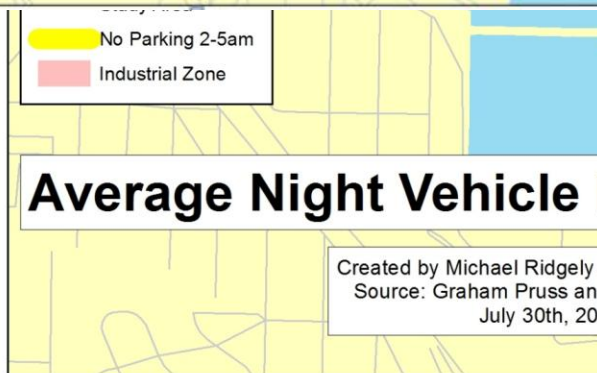 No Parking 2-5am
Industrial Zone
Average Night Vehicle
Created by Michael Ridgely
Source: Graham Pruss an
July 30th, 20